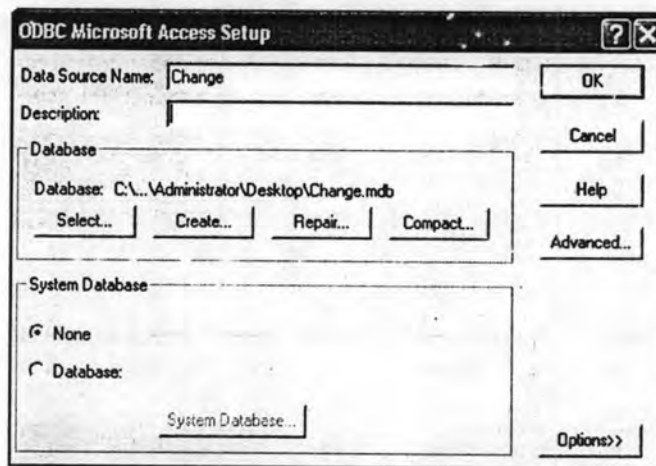 ODBC Microsoft Access Setup
Data Source Name: Change
OK
Description:
Cancel
Database
Database: C:\...\Administrator\Desktop\Change.mdb
Help
Select...
Create...
Repair...
Compact...
Advanced...
System Database
None
Database:
System Database...
Options>>